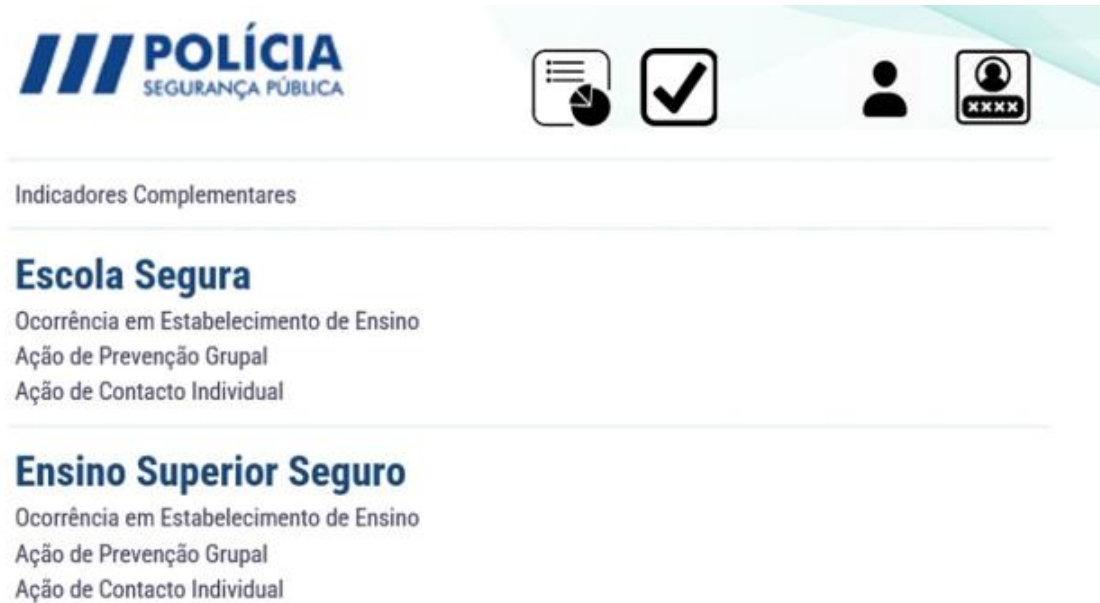 POLÍCIA
SEGURANÇA PÚBLICA
xxxx
Indicadores Complementares
Escola Segura
Ocorrência em Estabelecimento de Ensino
Ação de Prevenção Grupal
Ação de Contacto Individual
Ensino Superior Seguro
Ocorrência em Estabelecimento de Ensino
Ação de Prevenção Grupal
Ação de Contacto Individual